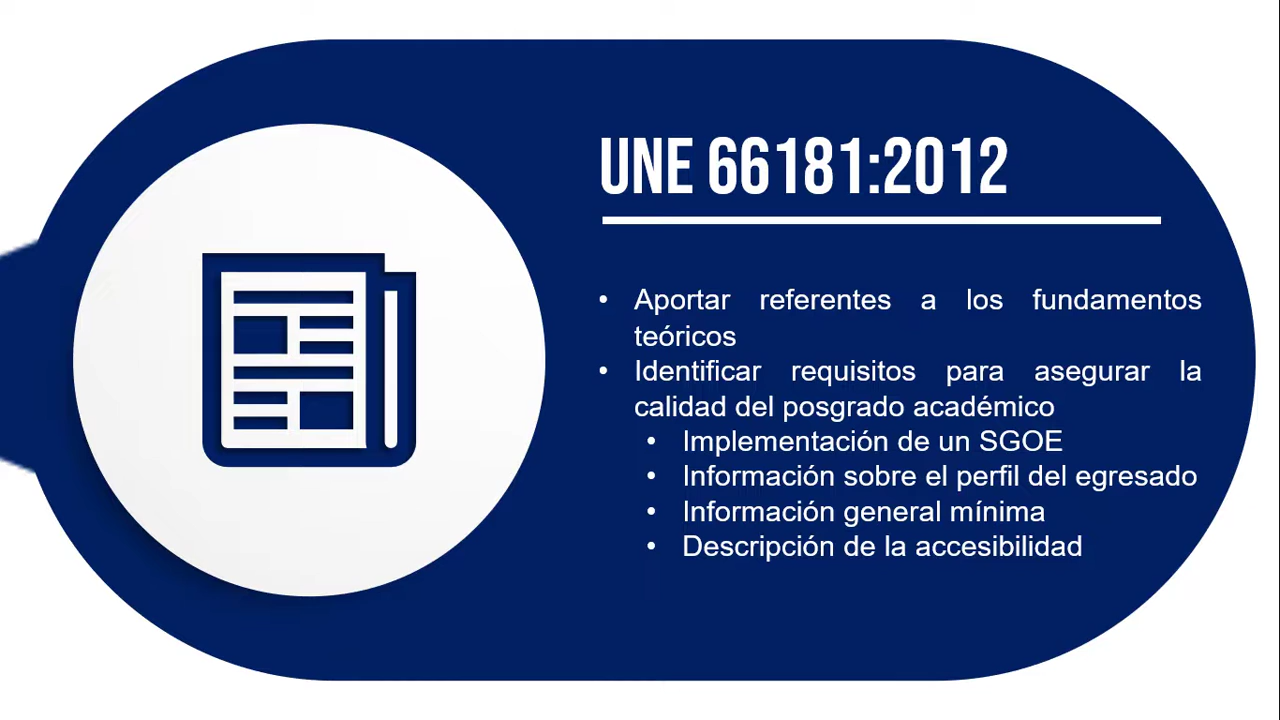 UNE 66181:2012
• Aportar referentes a los fundamentos
teóricos
• Identificar requisitos para asegurar la
calidad del posgrado académico
• Implementación de un SGOE
• Información sobre el perfil del egresado
• Información general mínima
• Descripción de la accesibilidad